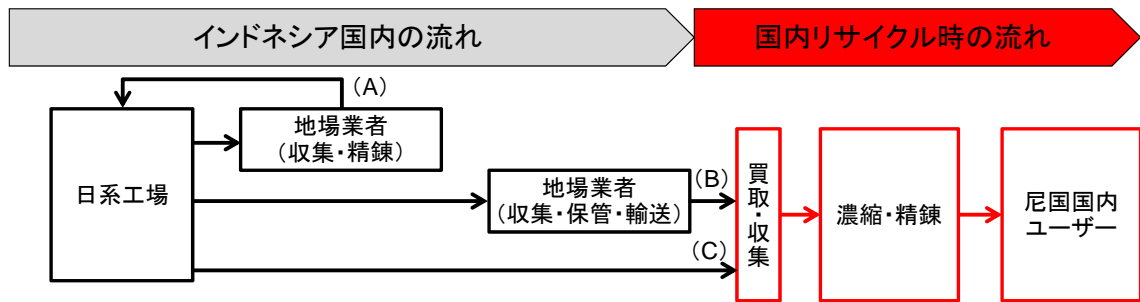 インドネシア国内の流れ
国内リサイクル時の流れ
(A)
日系工場
地場業者
(収集・精錬)
地場業者
(収集・保管・輸送)
(B)
(C)
買取・収集
濃縮・精錬
尼国国内
ユーザー